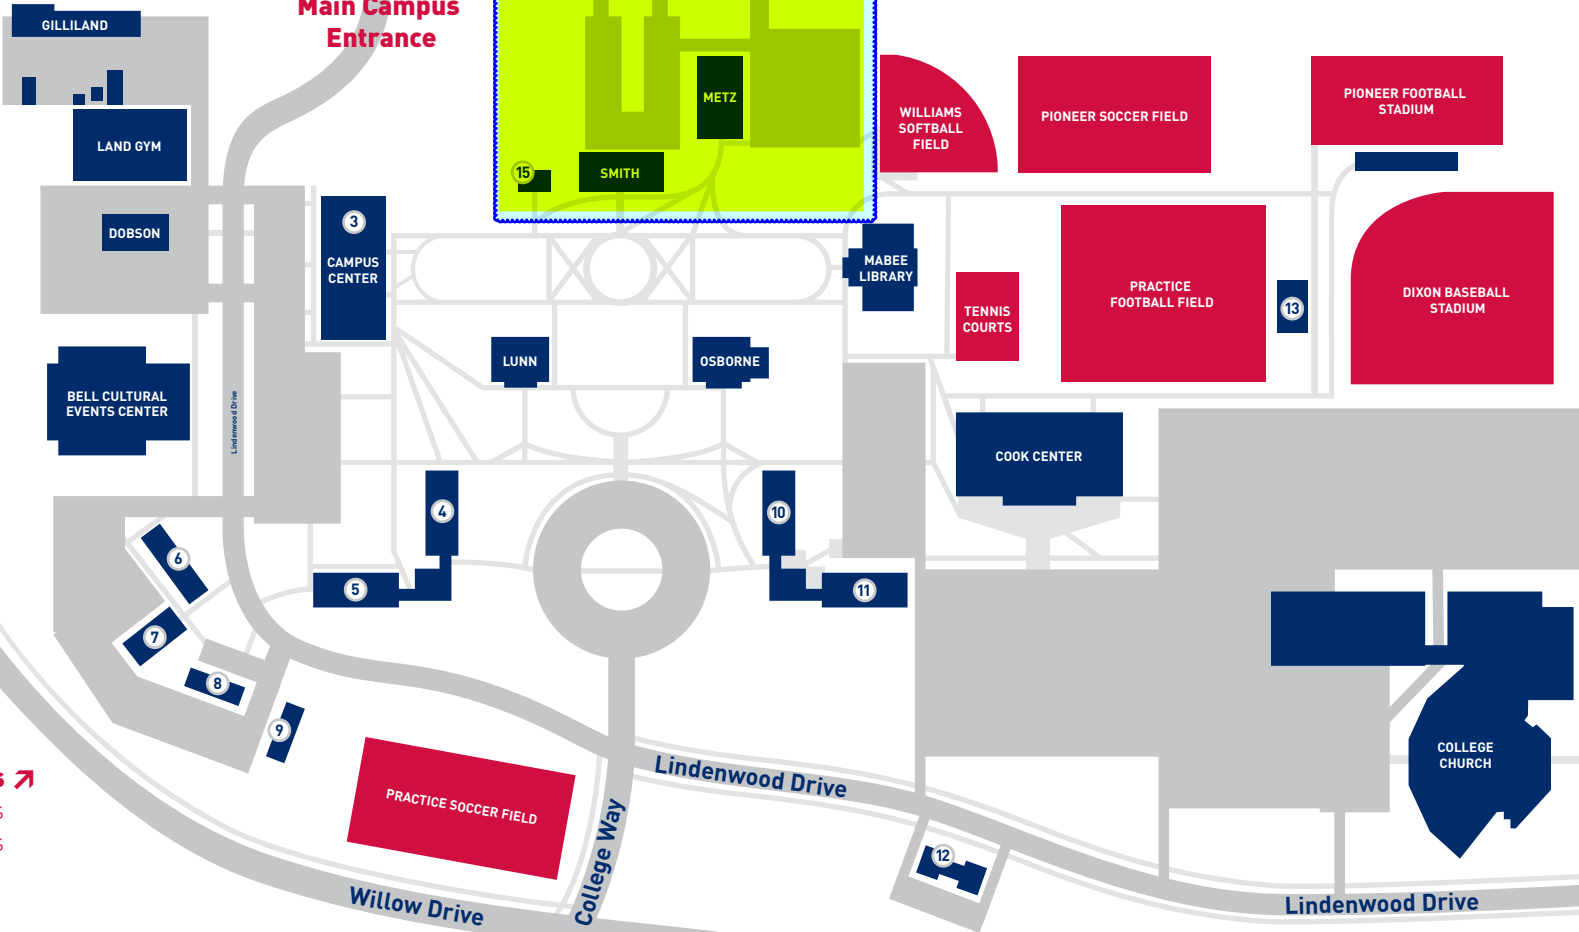 Main Campus
Entrance
GILLILAND
LAND GYM
METZ
SMITH
15
WILLIAMS
SOFTBALL
FIELD
PIONEER SOCCER FIELD
PIONEER FOOTBALL
STADIUM
DOBSON
3
CAMPUS
CENTER
MABEE
LIBRARY
TENNIS
COURTS
PRACTICE
FOOTBALL FIELD
13
DIXON BASEBALL
STADIUM
LUNN
OSBORNE
BELL CULTURAL
EVENTS CENTER
Lindenwood Drive
COOK CENTER
4
10
5
11
6
7
8
9
PRACTICE SOCCER FIELD
Lindenwood Drive
College Way
Willow Drive
12
COLLEGE
CHURCH
Lindenwood Drive